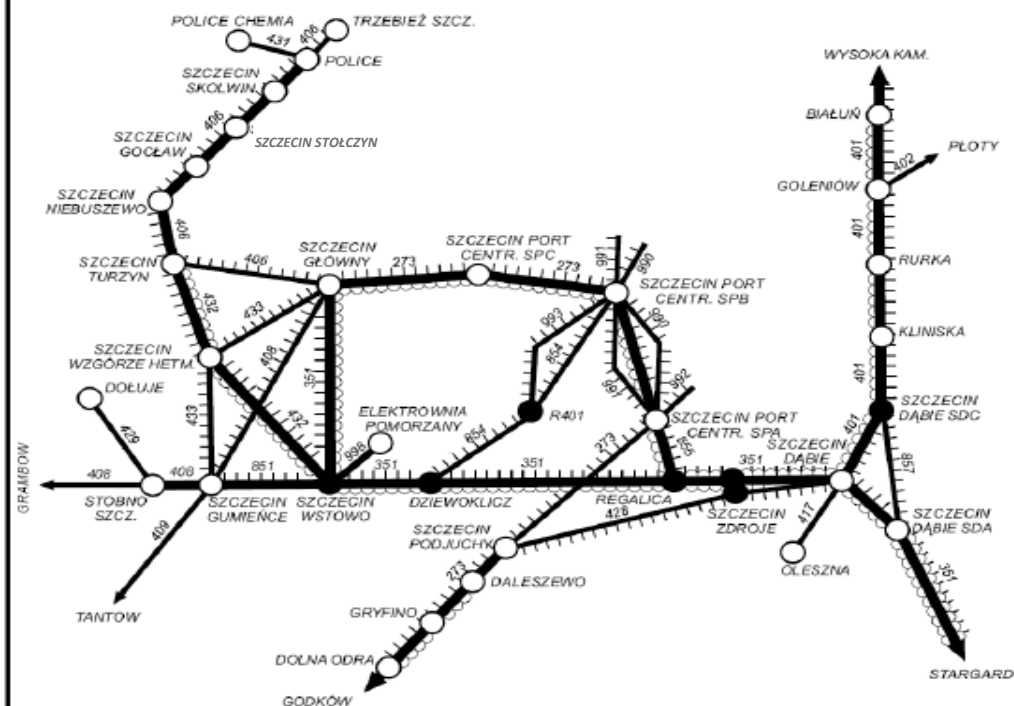 POLICE CHEMIA
TRZEBIEŻ SZCZ.
431
406
POLICE
SZCZECIN
SKOLWIN
406
SZCZECIN STOŁCZYN
SZCZECIN
GOCŁAW
SZCZECIN
NIEBUSZEWO
406
SZCZECIN
TURZYN
406
432
SZCZECIN
GŁÓWNY
273
SZCZECIN PORT
CENTR. SPC
273
991
990
SZCZECIN PORT
CENTR. SPB
WYSOKA KAM.
BIAŁUŃ
401
402
PŁOTY
GOLENIÓW
401
RURKA
KLINISKA
401
SZCZECIN
DĄBIE SDC
SZCZECIN
WZGÓRZE HETM.
433
408
351
993
854
990
991
992
DOŁUJE
429
433
432
ELEKTROWNIA
POMORZANY
998
R401
854
SZCZECIN PORT
CENTR. SPA
273
855
SZCZECIN
DĄBIE
401
857
GRAMBOW
408
408
851
351
351
351
STOBNO
SZCZ.
SZCZECIN
GUMIEŃCE
SZCZECIN
WSTOWO
DZIEWOKLICZ
REGALICA
SZCZECIN
ZDROJE
428
417
SZCZECIN
DĄBIE SDA
409
TANTOW
SZCZECIN
PODJUCHY
273
DALESZEWO
GRYFINO
DOLNA ODRA
GODKÓW
OLESZNA
351
STARGARD